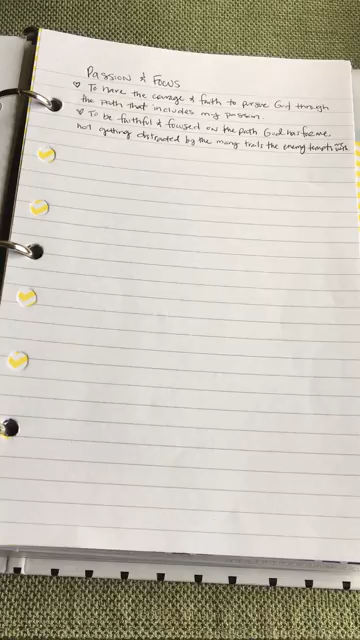 Passion & Focus
♡ To have the courage & faith to pursue God through
the path that includes my passion.
♡ To be faithful & focused on the path God has for me.
not getting distracted by the many trails the enemy tempts me with.